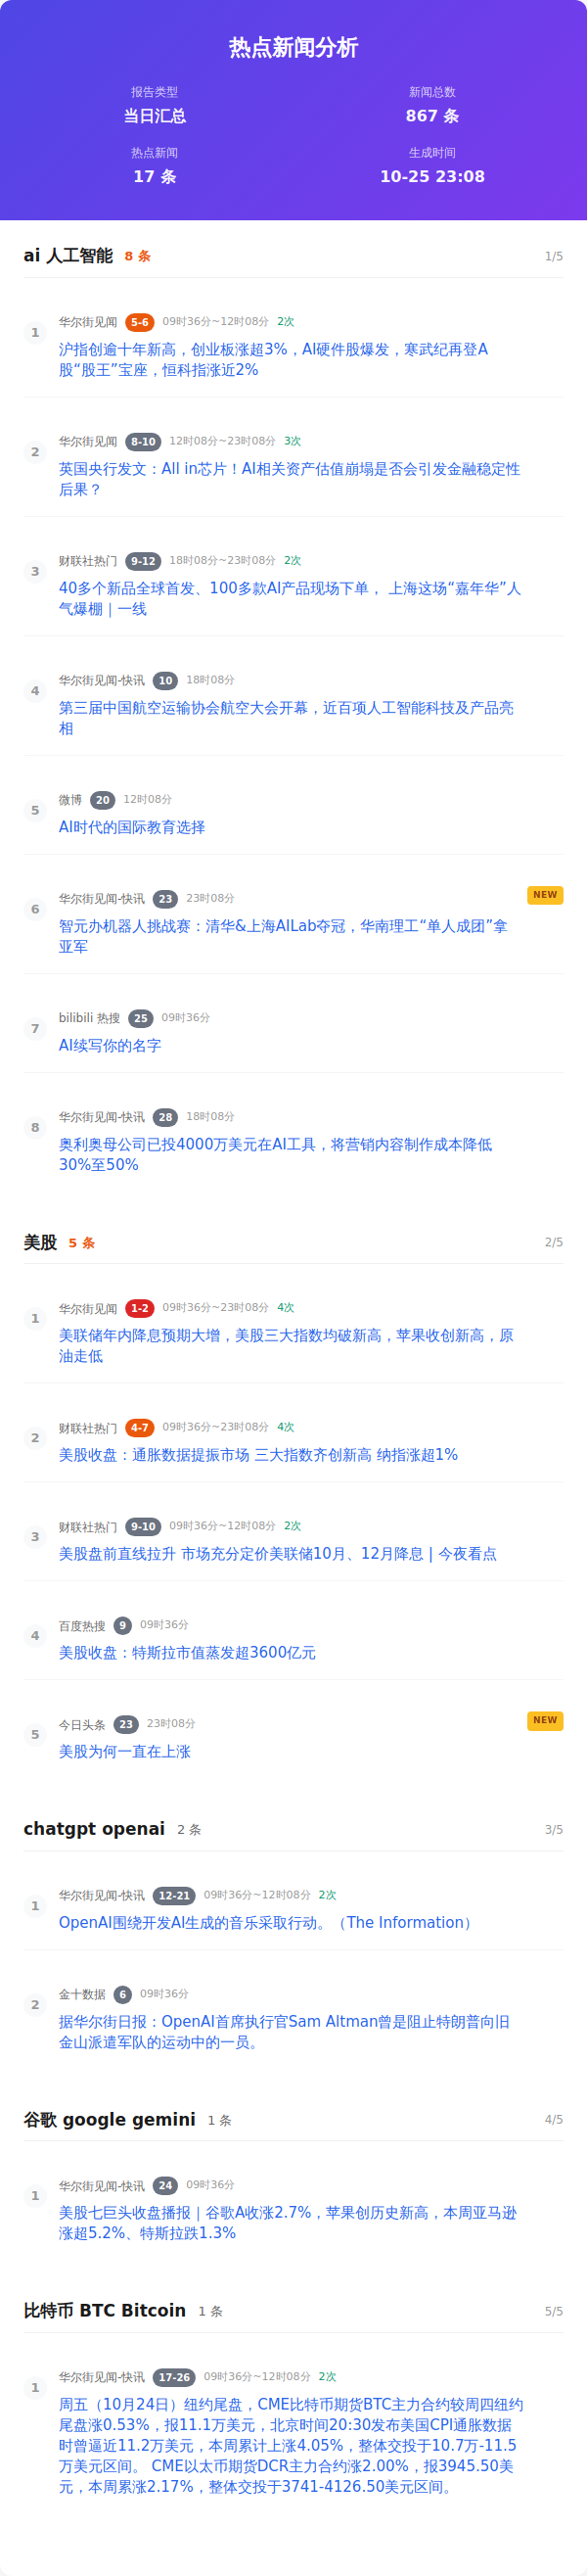 热点新闻分析
报告类型
新闻总数
当日汇总
867 条
热点新闻
生成时间
17 条
10-25 23:08
ai 人工智能 8 条 1/5
1
华尔街见闻 5-6 09时36分~12时08分 2次
沪指创逾十年新高，创业板涨超3%，AI硬件股爆发，寒武纪再登A
股“股王”宝座，恒科指涨近2%
2
华尔街见闻 8-10 12时08分~23时08分 3次
英国央行发文：All in芯片！AI相关资产估值崩塌是否会引发金融稳定性
后果？
3
财联社热门 9-12 18时08分~23时08分 2次
40多个新品全球首发、100多款AI产品现场下单， 上海这场“嘉年华”人
气爆棚 | 一线
4
华尔街见闻-快讯 10 18时08分
第三届中国航空运输协会航空大会开幕，近百项人工智能科技及产品亮
相
5
微博 20 12时08分
AI时代的国际教育选择
6
华尔街见闻-快讯 23 23时08分 NEW
智元办机器人挑战赛：清华&上海AILab夺冠，华南理工“单人成团”拿
亚军
7
bilibili 热搜 25 09时36分
AI续写你的名字
8
华尔街见闻-快讯 28 18时08分
奥利奥母公司已投4000万美元在AI工具，将营销内容制作成本降低
30%至50%
美股 5 条 2/5
1
华尔街见闻 1-2 09时36分~23时08分 4次
美联储年内降息预期大增，美股三大指数均破新高，苹果收创新高，原
油走低
2
财联社热门 4-7 09时36分~23时08分 4次
美股收盘：通胀数据提振市场 三大指数齐创新高 纳指涨超1%
3
财联社热门 9-10 09时36分~12时08分 2次
美股盘前直线拉升 市场充分定价美联储10月、12月降息 | 今夜看点
4
百度热搜 9 09时36分
美股收盘：特斯拉市值蒸发超3600亿元
5
今日头条 23 23时08分 NEW
美股为何一直在上涨
chatgpt openai 2 条 3/5
1
华尔街见闻-快讯 12-21 09时36分~12时08分 2次
OpenAI围绕开发AI生成的音乐采取行动。（The Information）
2
金十数据 6 09时36分
据华尔街日报：OpenAI首席执行官Sam Altman曾是阻止特朗普向旧
金山派遣军队的运动中的一员。
谷歌 google gemini 1 条 4/5
1
华尔街见闻-快讯 24 09时36分
美股七巨头收盘播报｜谷歌A收涨2.7%，苹果创历史新高，本周亚马逊
涨超5.2%、特斯拉跌1.3%
比特币 BTC Bitcoin 1 条 5/5
1
华尔街见闻-快讯 17-26 09时36分~12时08分 2次
周五（10月24日）纽约尾盘，CME比特币期货BTC主力合约较周四纽约
尾盘涨0.53%，报11.1万美元，北京时间20:30发布美国CPI通胀数据
时曾逼近11.2万美元，本周累计上涨4.05%，整体交投于10.7万-11.5
万美元区间。 CME以太币期货DCR主力合约涨2.00%，报3945.50美
元，本周累涨2.17%，整体交投于3741-4126.50美元区间。